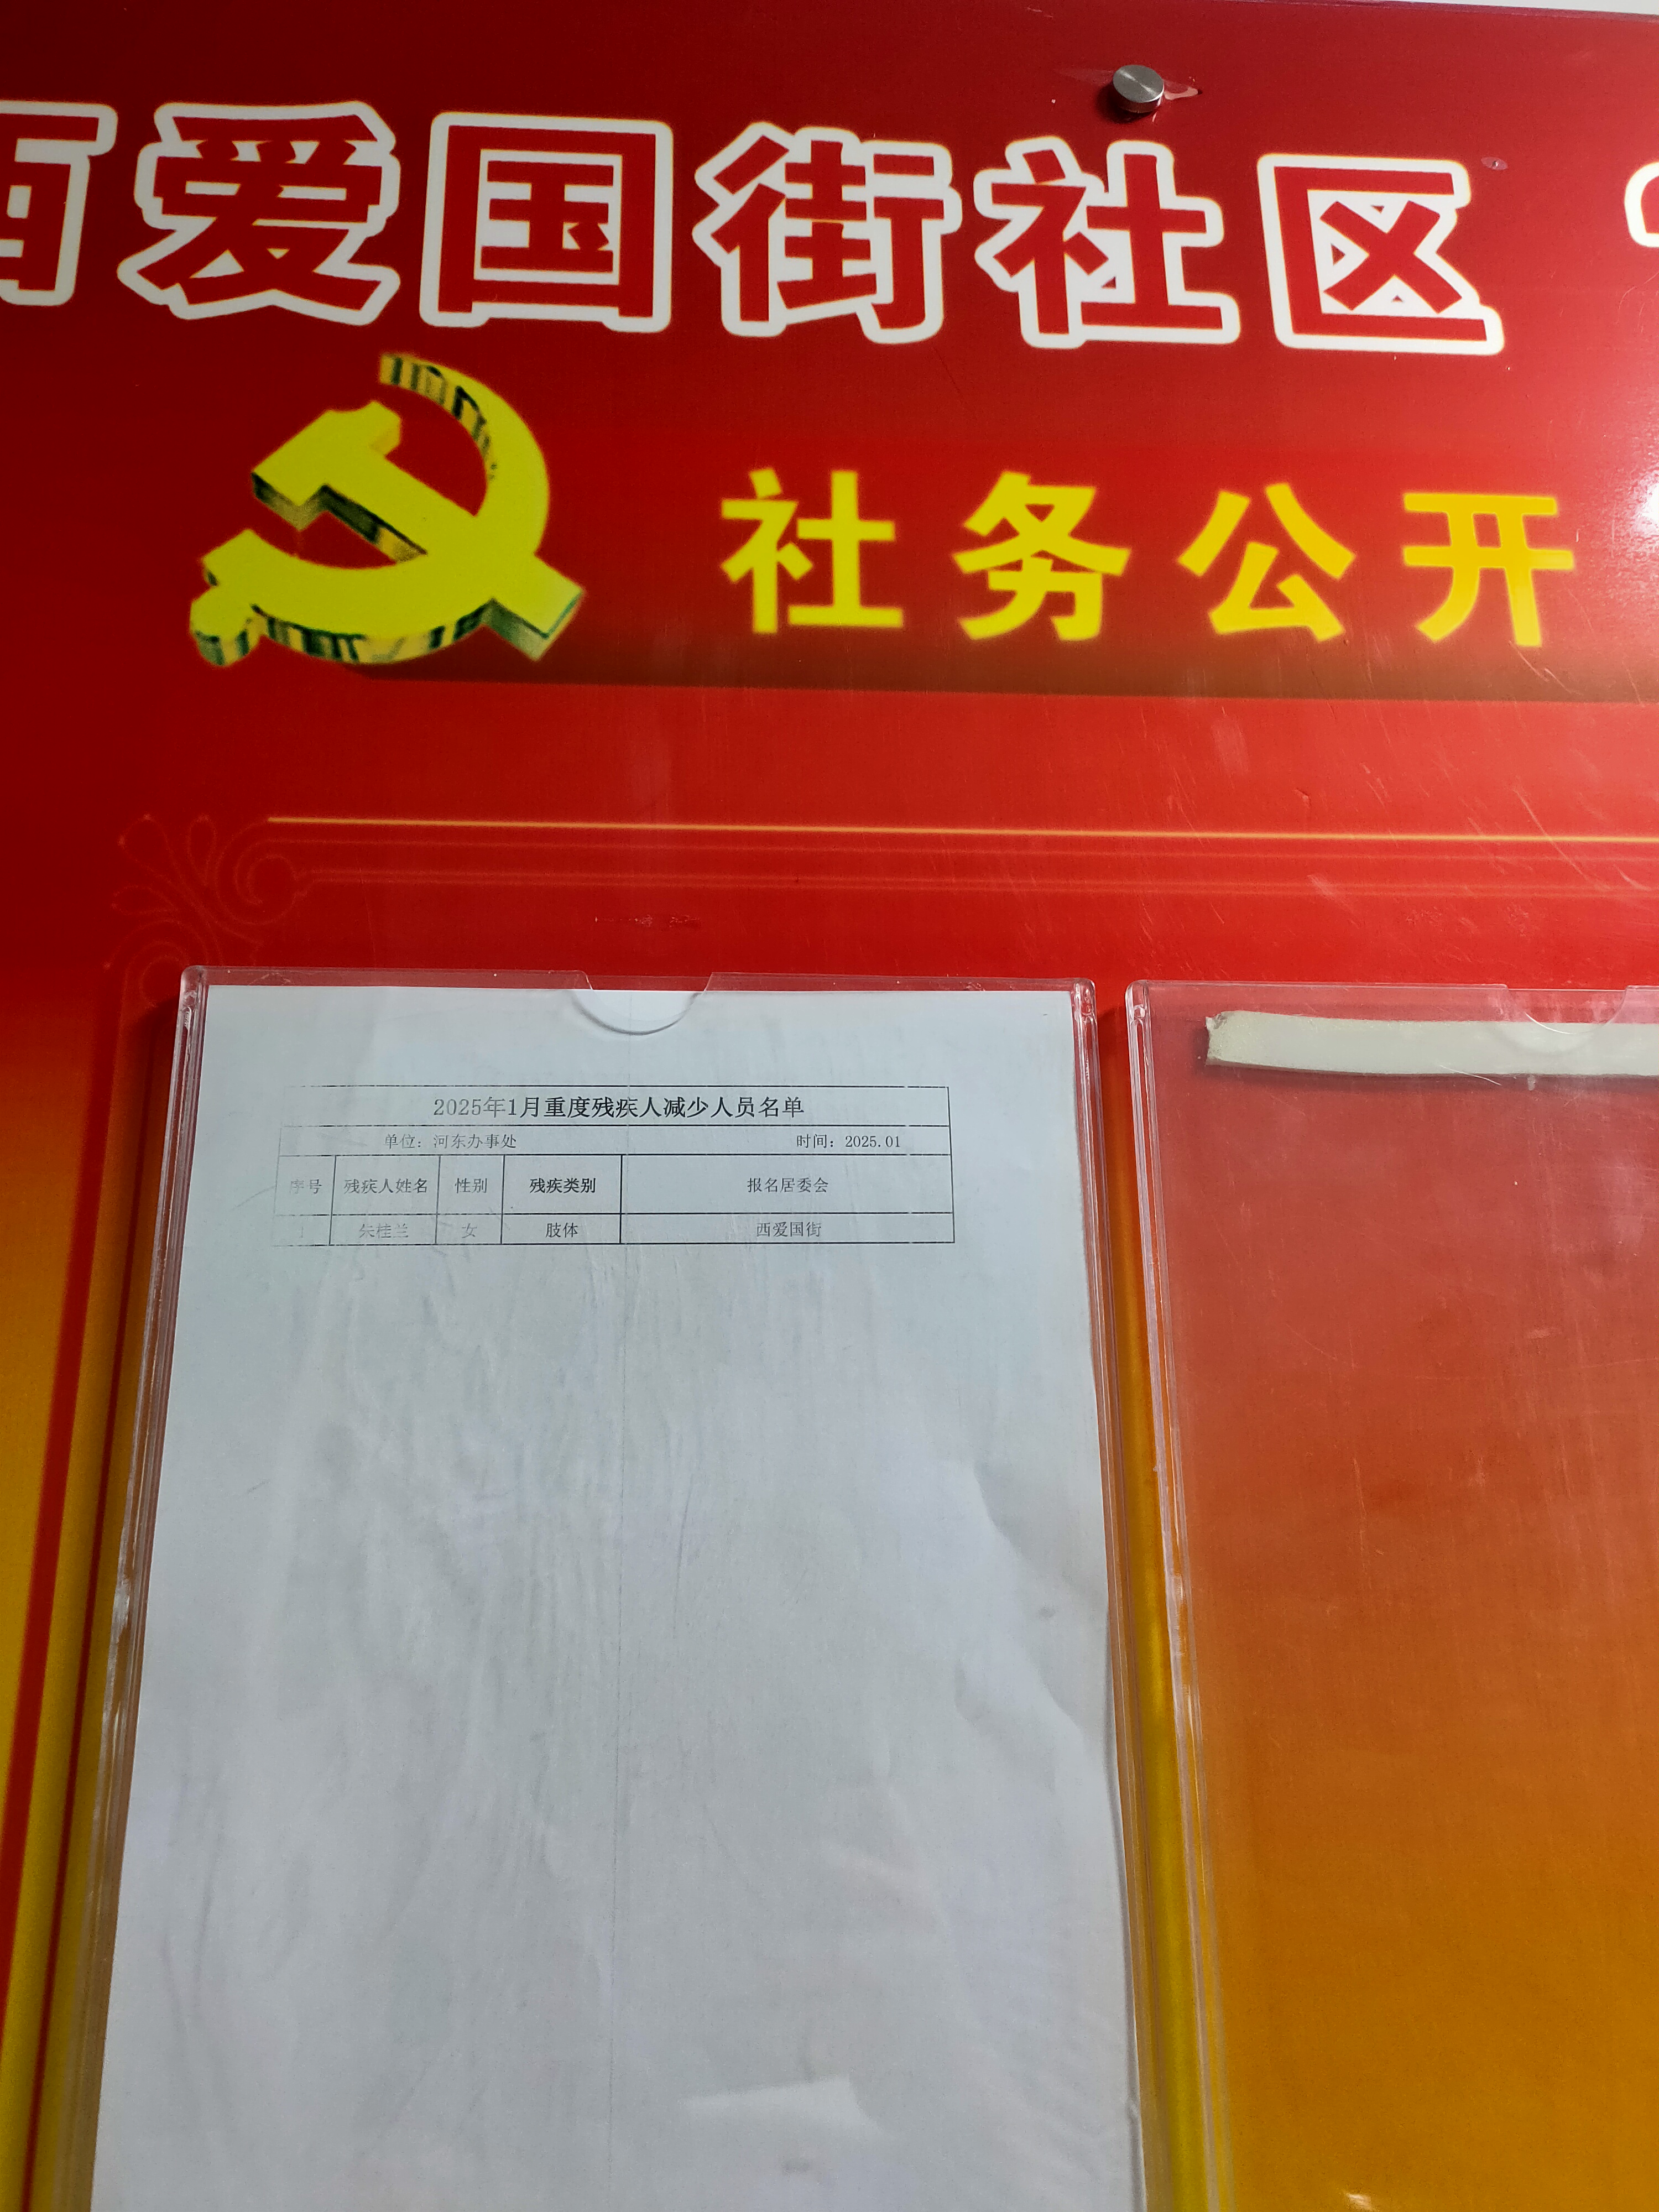 西爱国街社区
社务公开
2025年1月重度残疾人减少人员名单
单位：河东办事处 时间：2025.01
序号 残疾人姓名 性别 残疾类别 报名居委会
1 朱桂兰 女 肢体 西爱国街